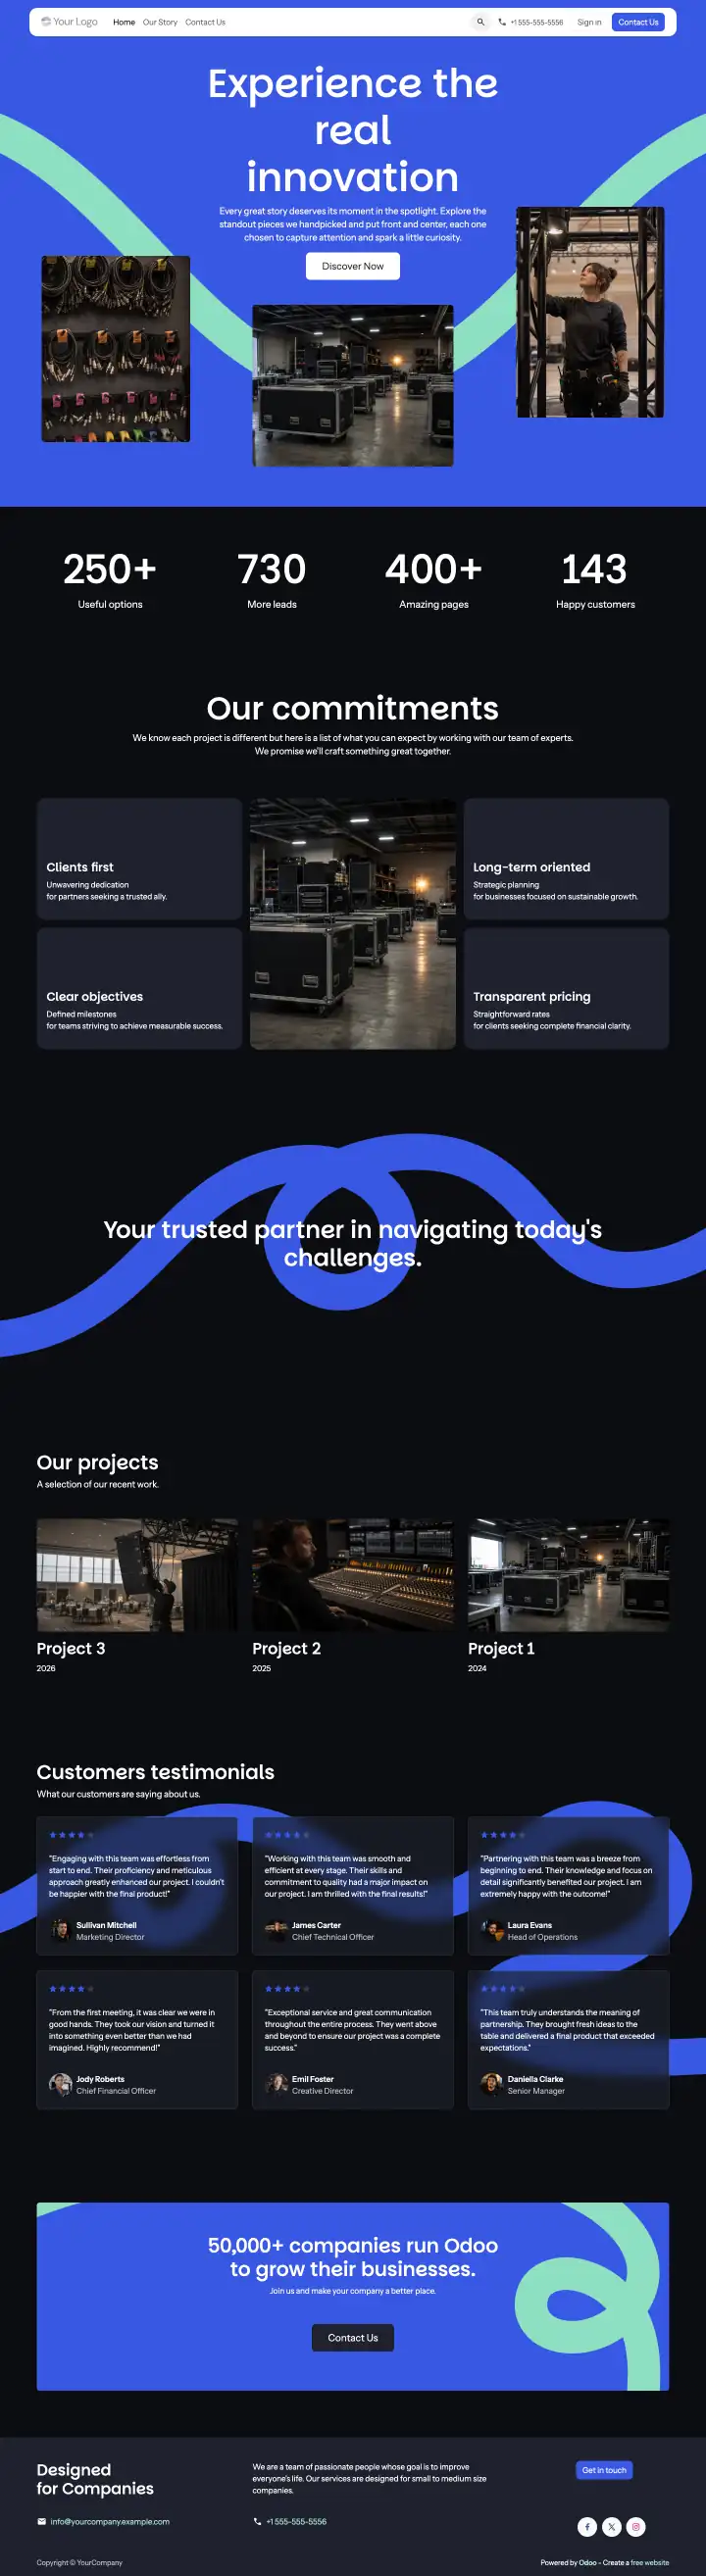 Your Logo
Home
Our Story
Contact Us
+1 555-555-5556
Sign in
Contact Us
Experience the
real
innovation
Every great story deserves its moment in the spotlight. Explore the
standout pieces we handpicked and put front and center, each one
chosen to capture attention and spark a little curiosity.
Discover Now
250+
730
400+
143
Useful options
More leads
Amazing pages
Happy customers
Our commitments
We know each project is different but here is a list of what you can expect by working with our team of experts.
We promise we'll craft something great together.
Clients first
Unwavering dedication
for partners seeking a trusted ally.
Long-term oriented
Strategic planning
for businesses focused on sustainable growth.
Clear objectives
Defined milestones
for teams striving to achieve measurable success.
Transparent pricing
Straightforward rates
for clients seeking complete financial clarity.
Your trusted partner in navigating today's
challenges.
Our projects
A selection of our recent work.
Project 3
2026
Project 2
2025
Project 1
2024
Customers testimonials
What our customers are saying about us.
"Engaging with this team was effortless from
start to end. Their proficiency and meticulous
approach greatly enhanced our project. I couldn't
be happier with the final product!"
Sullivan Mitchell
Marketing Director
"Working with this team was smooth and
efficient at every stage. Their skills and
commitment to quality had a major impact on
our project. I am thrilled with the final results!"
James Carter
Chief Technical Officer
"Partnering with this team was a breeze from
beginning to end. Their knowledge and focus on
detail significantly benefited our project. I am
extremely happy with the outcome!"
Laura Evans
Head of Operations
"From the first meeting, it was clear we were in
good hands. They took our vision and turned it
into something even better than we had
imagined. Highly recommend!"
Jody Roberts
Chief Financial Officer
"Exceptional service and great communication
throughout the entire process. They went above
and beyond to ensure our project was a complete
success."
Emil Foster
Creative Director
"This team truly understands the meaning of
partnership. They brought fresh ideas to the
table and delivered a final product that exceeded
expectations."
Daniella Clarke
Senior Manager
50,000+ companies run Odoo
to grow their businesses.
Join us and make your company a better place.
Contact Us
Designed
for Companies
We are a team of passionate people whose goal is to improve
everyone's life. Our services are designed for small to medium size
companies.
Get in touch
info@yourcompany.example.com
+1 555-555-5556
Copyright © YourCompany
Powered by Odoo - Create a free website